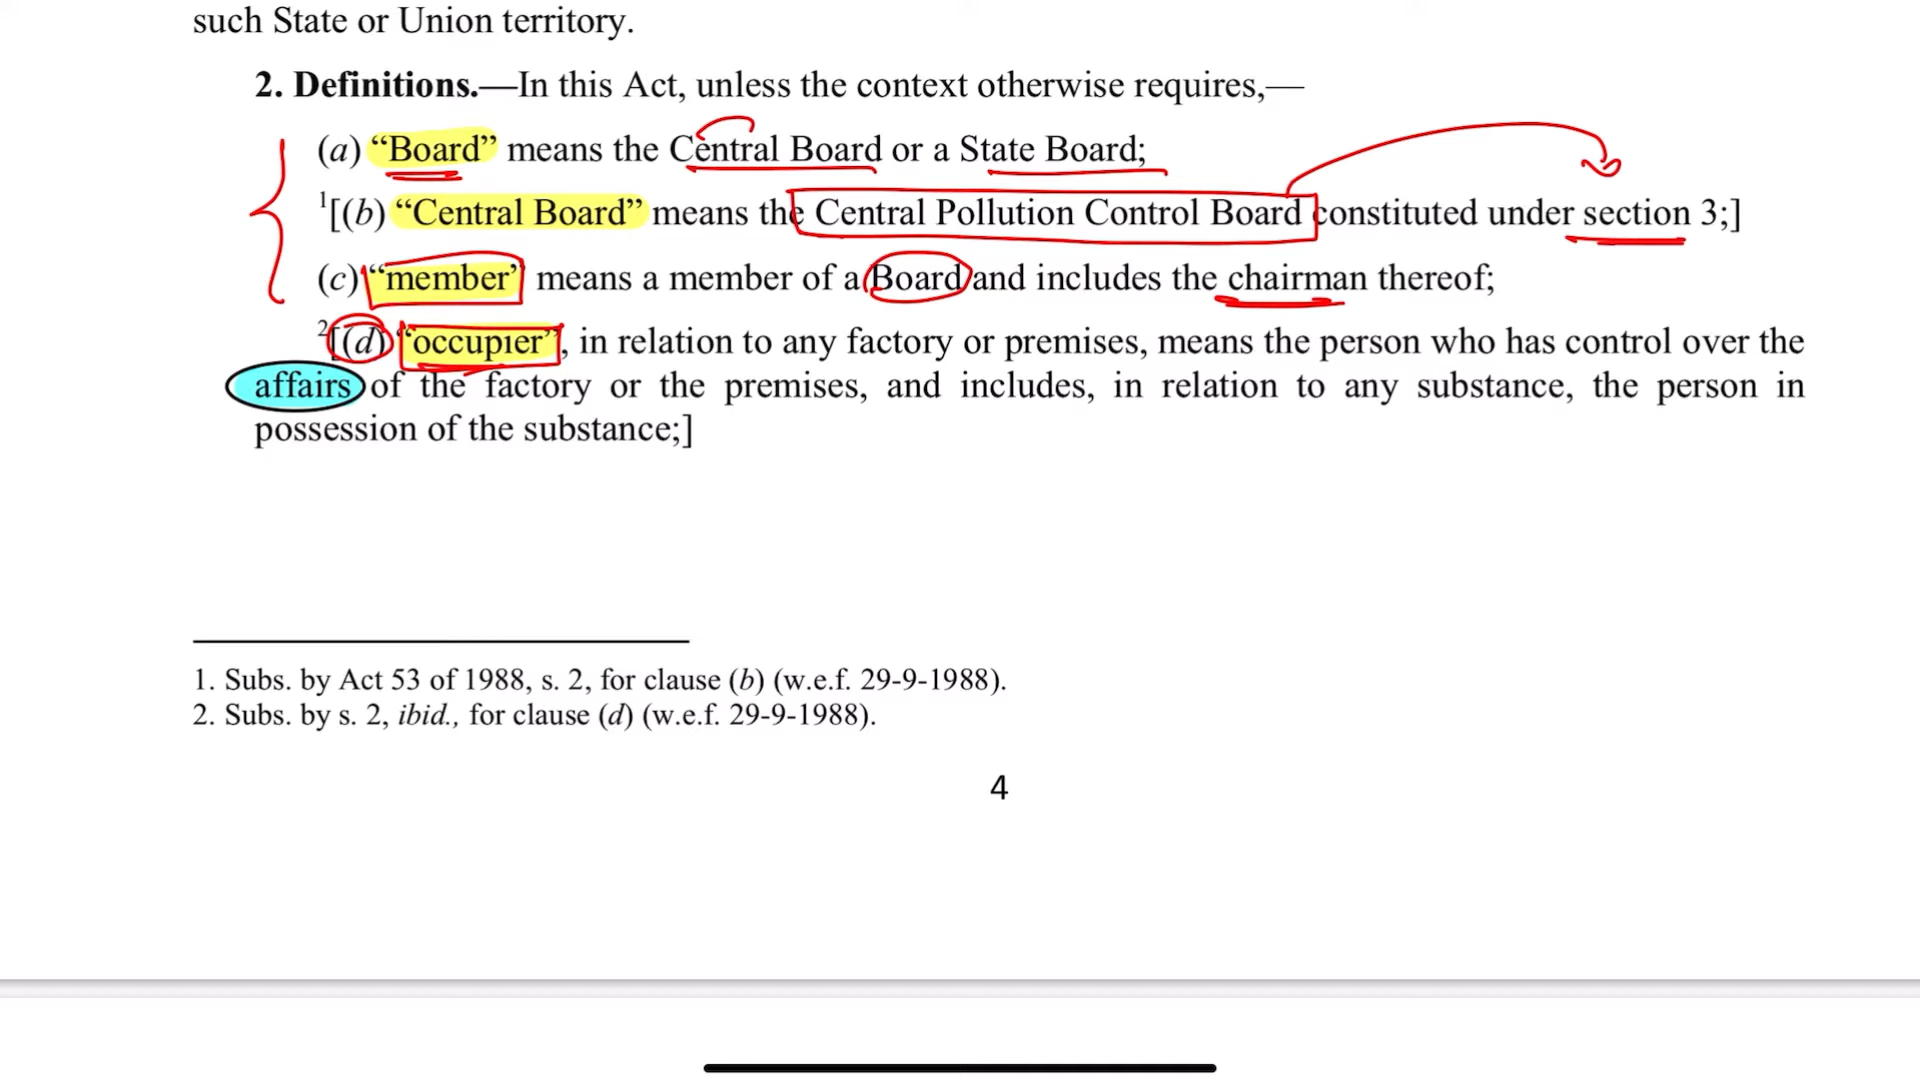 such State or Union territory.
2. Definitions.—In this Act, unless the context otherwise requires,—
(a) “Board” means the Central Board or a State Board;
1[(b) “Central Board” means the Central Pollution Control Board constituted under section 3;]
(c) “member” means a member of a Board and includes the chairman thereof;
2[(d) “occupier”, in relation to any factory or premises, means the person who has control over the
affairs of the factory or the premises, and includes, in relation to any substance, the person in
possession of the substance;]
1. Subs. by Act 53 of 1988, s. 2, for clause (b) (w.e.f. 29-9-1988).
2. Subs. by s. 2, ibid., for clause (d) (w.e.f. 29-9-1988).
4